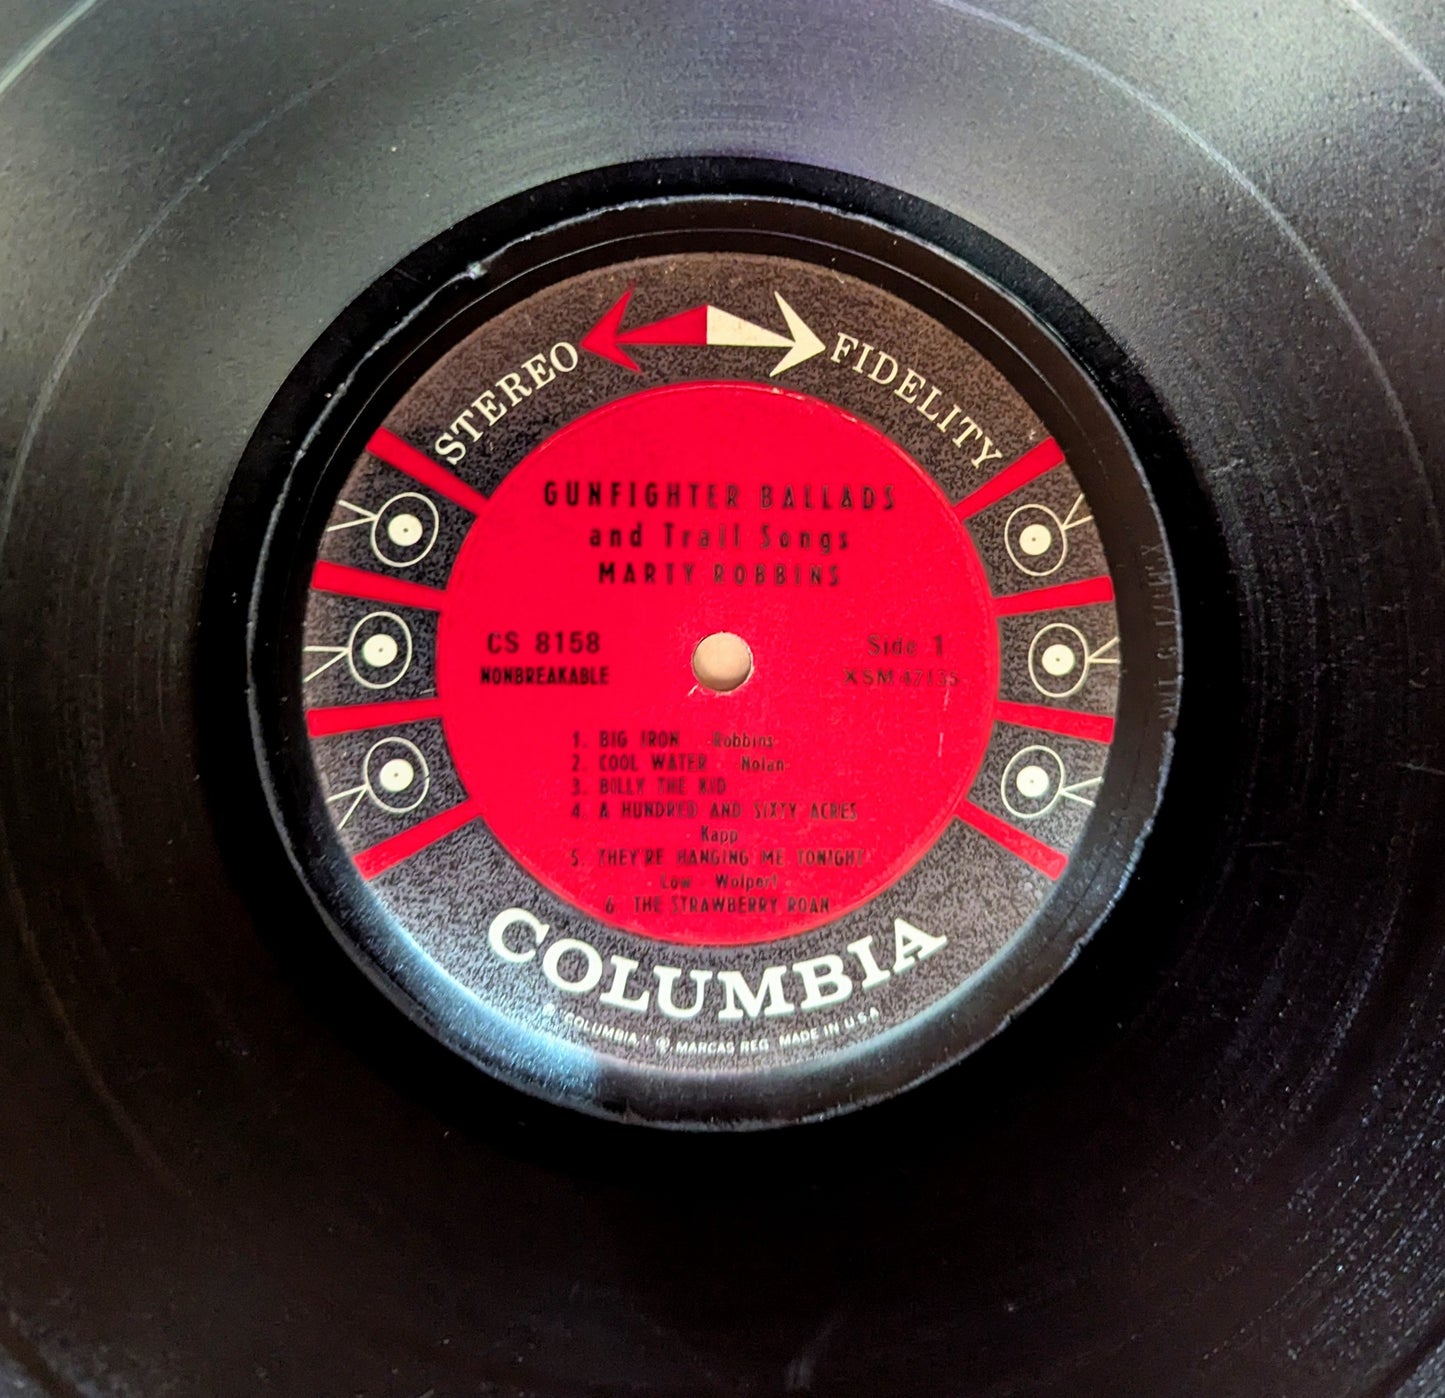 STEREO FIDELITY
GUNFIGHTER BALLADS
and Trail Songs
MARTY ROBBINS
CS 8158
NONBREAKABLE
Side 1
XSM 47135
1. BIG IRON -Robbins-
2. COOL WATER -Nolan-
3. BILLY THE KID
4. A HUNDRED AND SIXTY ACRES
- Kapp -
5. THEY'RE HANGING ME TONIGHT
- Low - Wolpert -
6. THE STRAWBERRY ROAN
COLUMBIA
"COLUMBIA," MARCAS REG. MADE IN U.S.A.